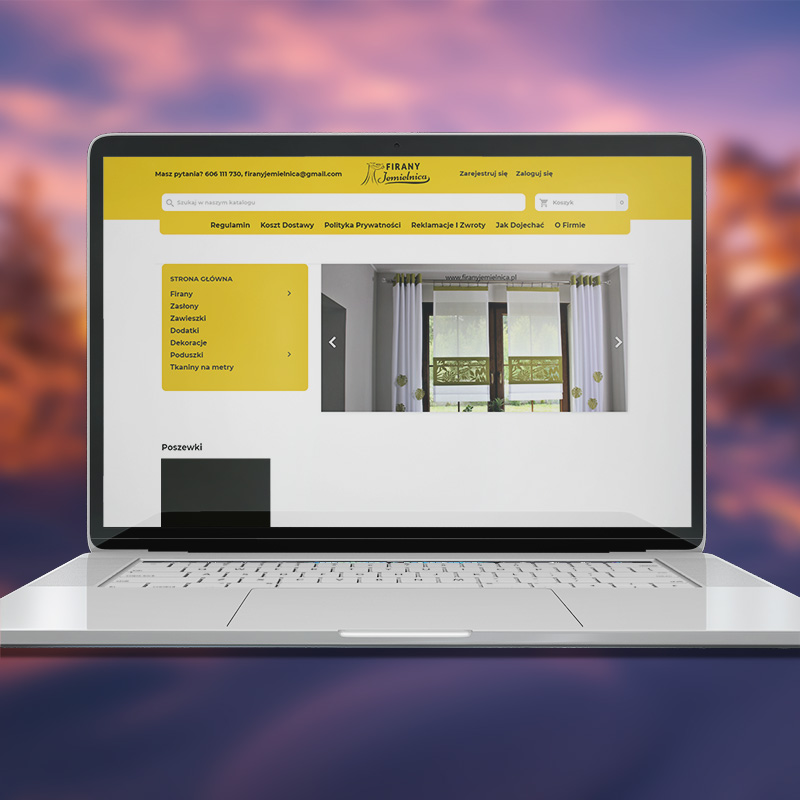 Masz pytania? 606 111 730, firanyjemielnica@gmail.com
FIRANY
Jemielnica
Zarejestruj się Zaloguj się
Szukaj w naszym katalogu
Koszyk 0
Regulamin Koszt Dostawy Polityka Prywatności Reklamacje I Zwroty Jak Dojechać O Firmie
STRONA GŁÓWNA
Firany
Zasłony
Zawieszki
Dodatki
Dekoracje
Poduszki
Tkaniny na metry
www.firanyjemielnica.pl
Poszewki